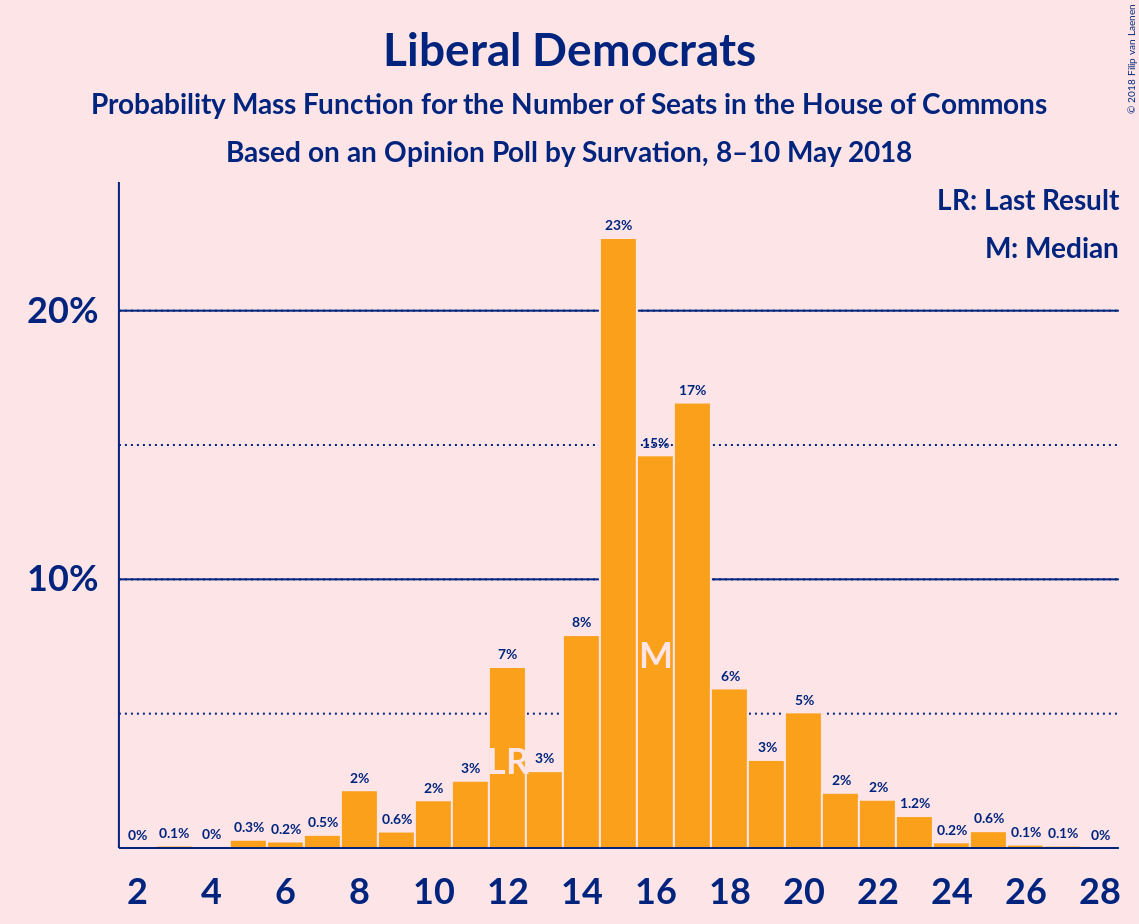 © 2018 Filip van Laenen
Liberal Democrats
Probability Mass Function for the Number of Seats in the House of Commons
Based on an Opinion Poll by Survation, 8–10 May 2018
LR: Last Result
M: Median
20%
10%
0% 0.1% 0% 0.3% 0.2% 0.5% 2% 0.6% 2% 3% 7% 3% 8% 23% 15% 17% 6% 3% 5% 2% 2% 1.2% 0.2% 0.6% 0.1% 0.1% 0%
M
LR
2 4 6 8 10 12 14 16 18 20 22 24 26 28